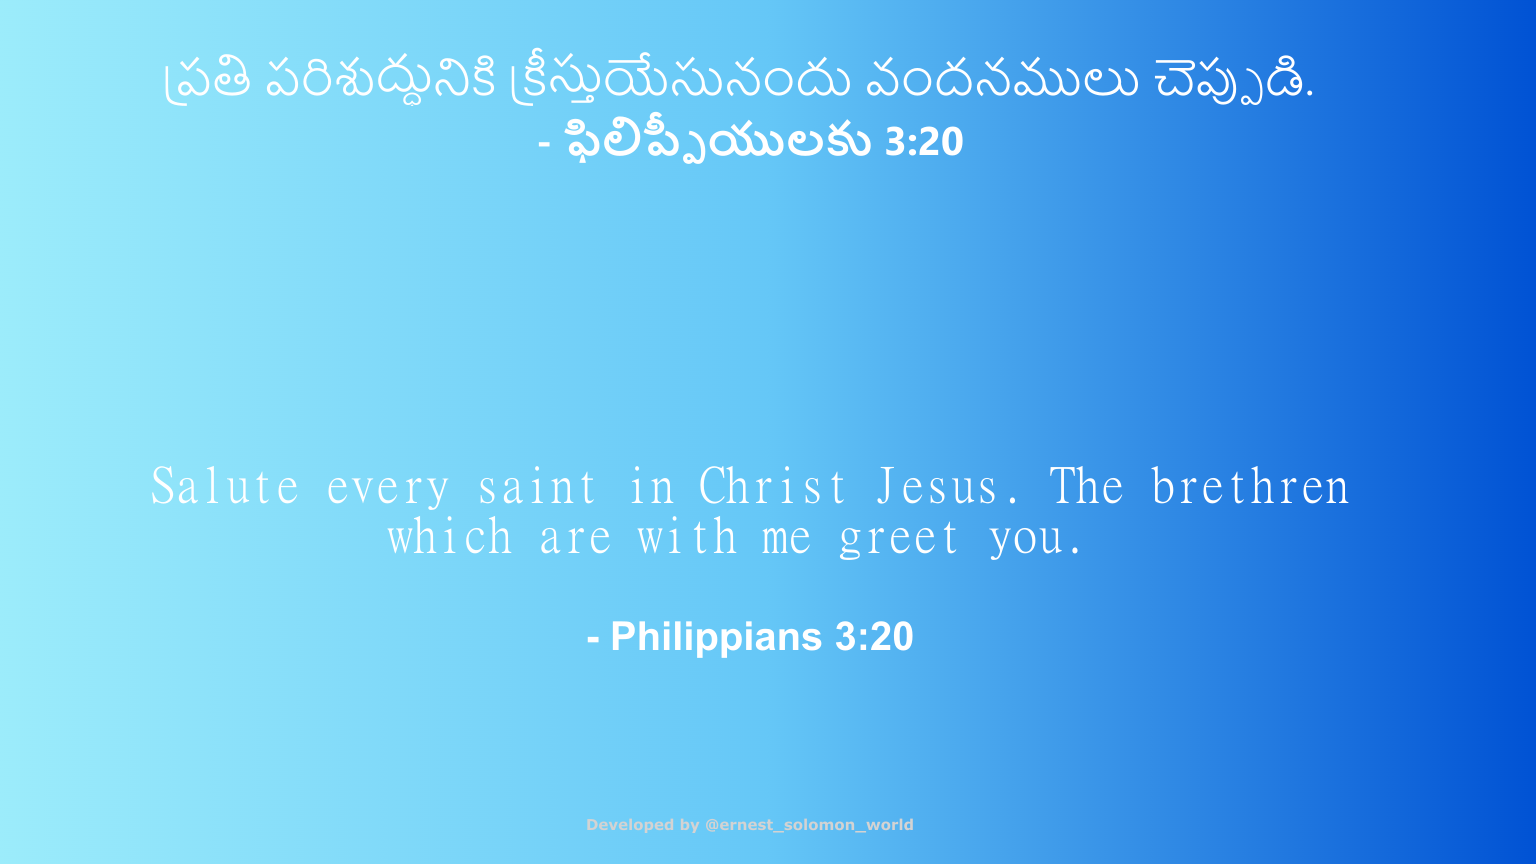 ప్రతి పరిశుద్ధునికి క్రీస్తుయేసునందు వందనములు చెప్పుడి.
- ఫిలిప్పీయులకు 3:20
Salute every saint in Christ Jesus. The brethren
which are with me greet you.
- Philippians 3:20
Developed by @ernest_solomon_world